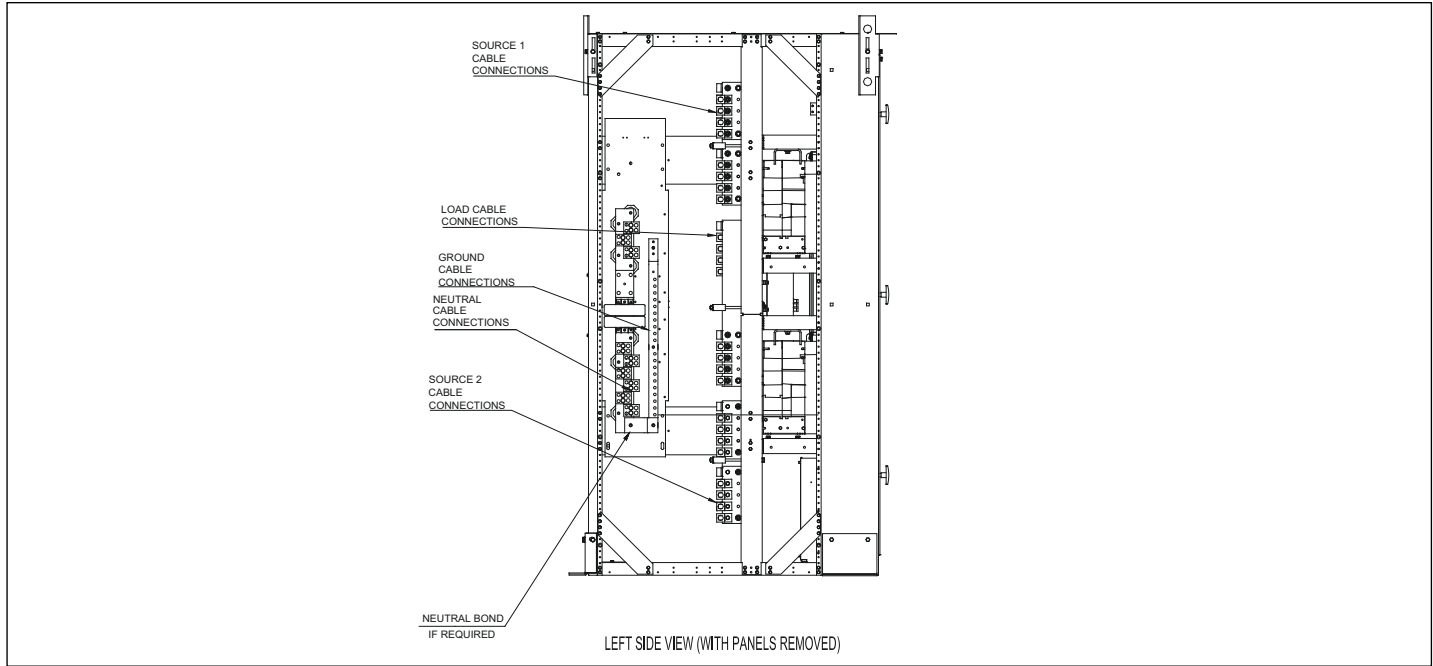 SOURCE 1
CABLE
CONNECTIONS
LOAD CABLE
CONNECTIONS
GROUND
CABLE
CONNECTIONS
NEUTRAL
CABLE
CONNECTIONS
SOURCE 2
CABLE
CONNECTIONS
NEUTRAL BOND
IF REQUIRED
LEFT SIDE VIEW (WITH PANELS REMOVED)